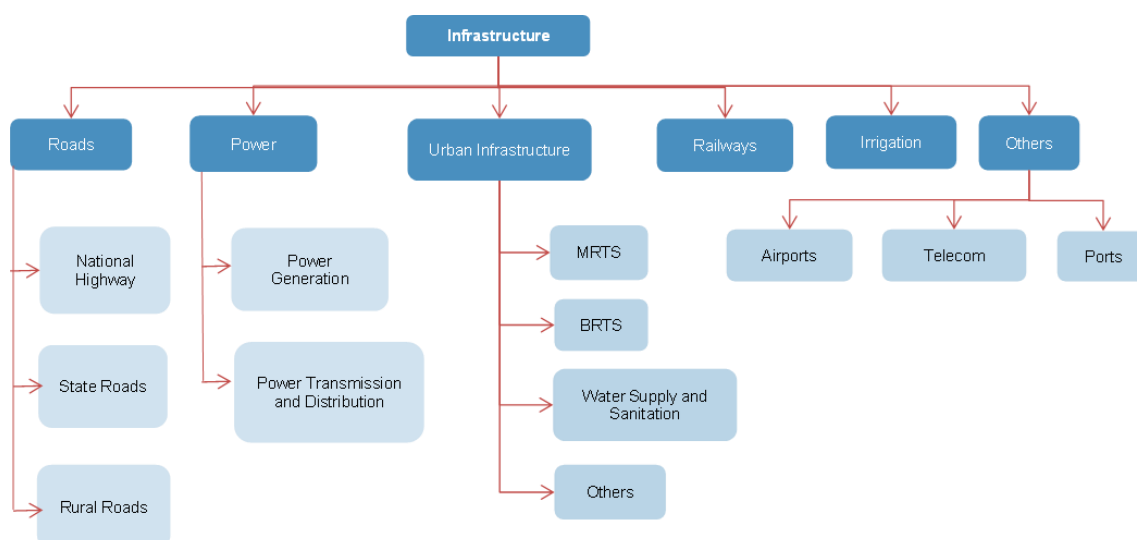 Infrastructure
Roads
Power
Urban Infrastructure
Railways
Irrigation
Others
National
Highway
State Roads
Rural Roads
Power
Generation
Power Transmission
and Distribution
MRTS
BRTS
Water Supply and
Sanitation
Others
Airports
Telecom
Ports